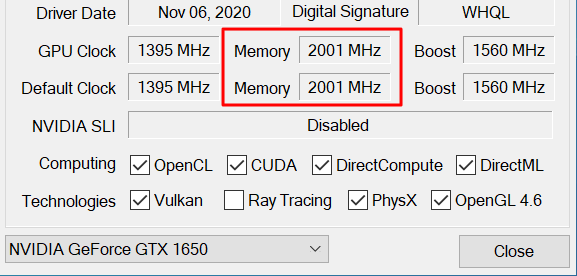 Driver Date Nov 06, 2020 Digital Signature WHQL
GPU Clock 1395 MHz Memory 2001 MHz Boost 1560 MHz
Default Clock 1395 MHz Memory 2001 MHz Boost 1560 MHz
NVIDIA SLI Disabled
Computing OpenCL CUDA DirectCompute DirectML
Technologies Vulkan Ray Tracing PhysX OpenGL 4.6
NVIDIA GeForce GTX 1650 Close